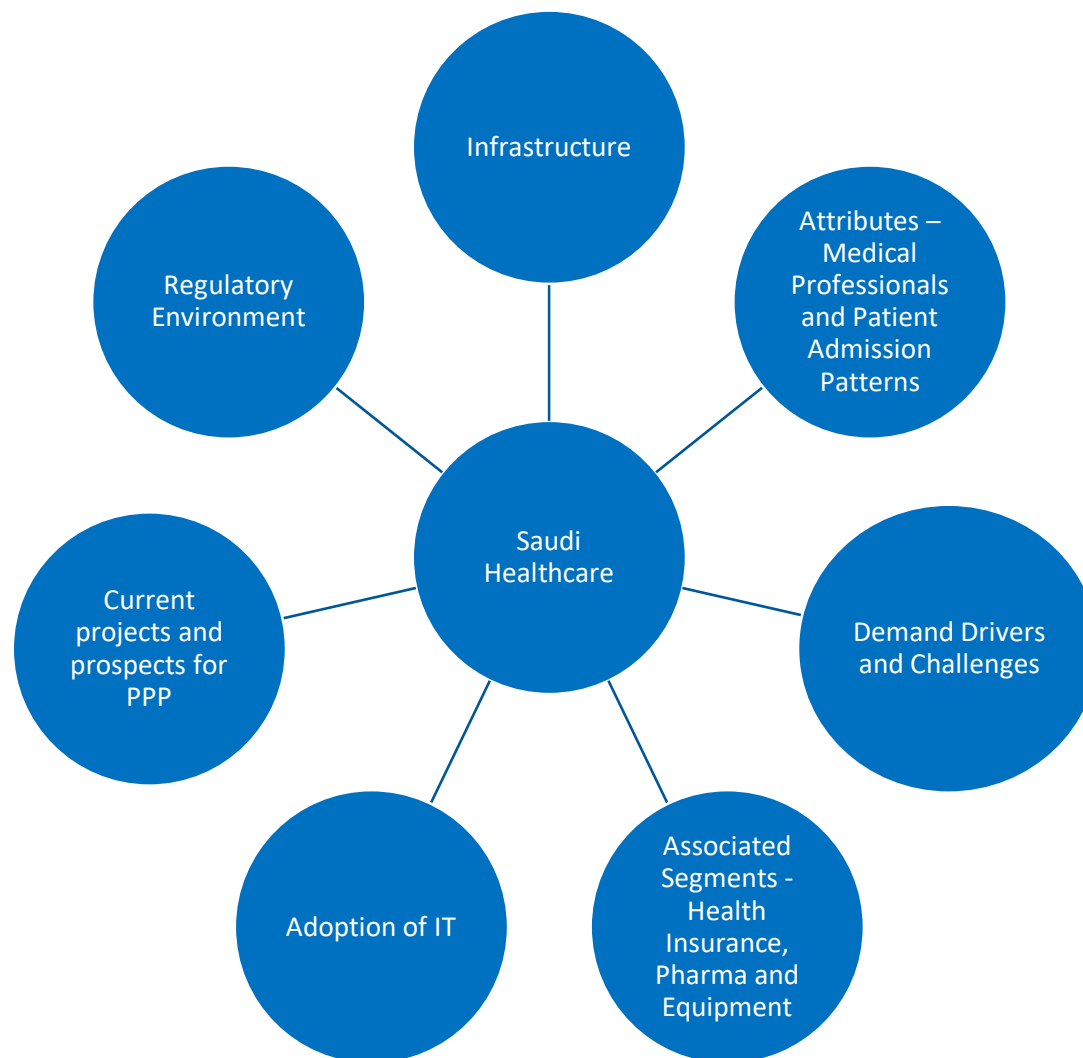 Infrastructure
Attributes –
Medical
Professionals
and Patient
Admission
Patterns
Regulatory
Environment
Saudi
Healthcare
Current
projects and
prospects for
PPP
Demand Drivers
and Challenges
Adoption of IT
Associated
Segments -
Health
Insurance,
Pharma and
Equipment